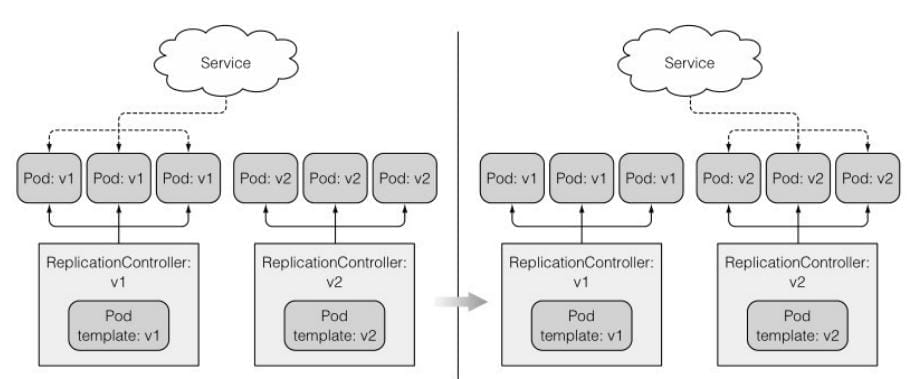 Service
Pod: v1
Pod: v1
Pod: v1
Pod: v2
Pod: v2
Pod: v2
ReplicationController:
v1
Pod
template: v1
ReplicationController:
v2
Pod
template: v2
Service
Pod: v1
Pod: v1
Pod: v1
Pod: v2
Pod: v2
Pod: v2
ReplicationController:
v1
Pod
template: v1
ReplicationController:
v2
Pod
template: v2